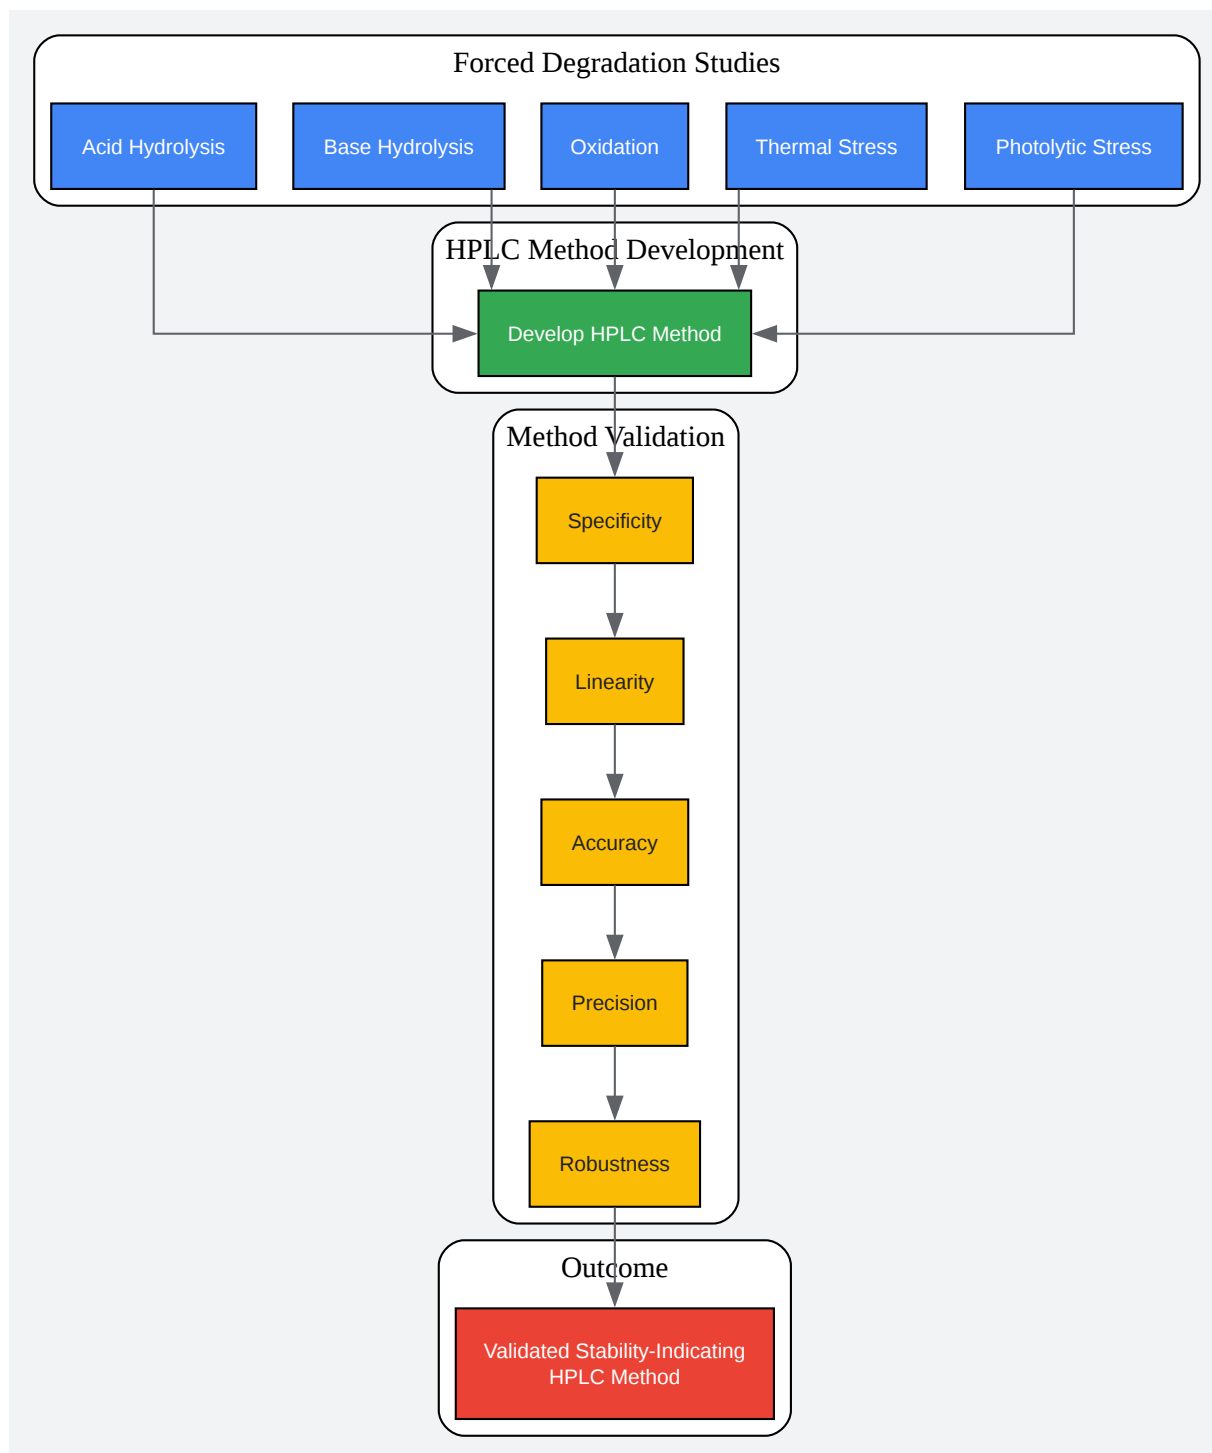 Forced Degradation Studies
Acid Hydrolysis
Base Hydrolysis
Oxidation
Thermal Stress
Photolytic Stress
HPLC Method Development
Develop HPLC Method
Method Validation
Specificity
Linearity
Accuracy
Precision
Robustness
Outcome
Validated Stability-Indicating
HPLC Method